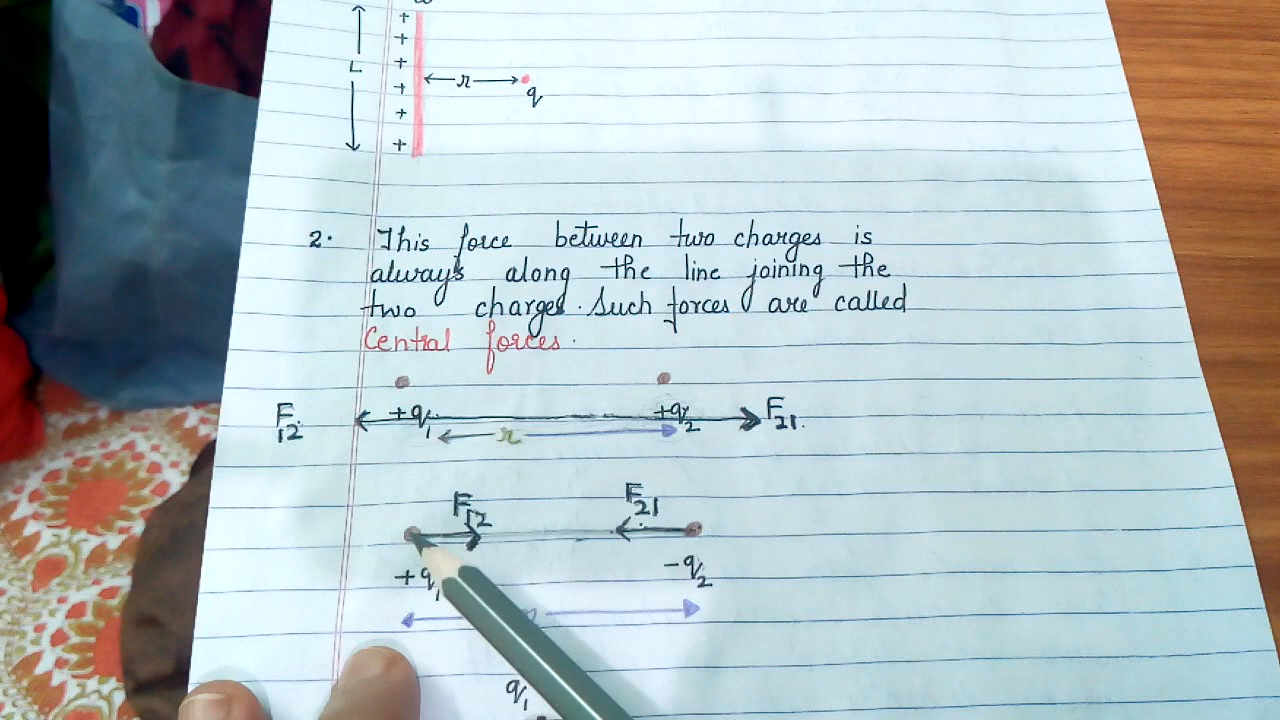 +
+
L +
r
+ q
+
+
2. This force between two charges is
always along the line joining the
two charges. Such forces are called
Central forces.
F12 +q1 +q2 F21.
r
F12 F21
+q1 -q2
q1